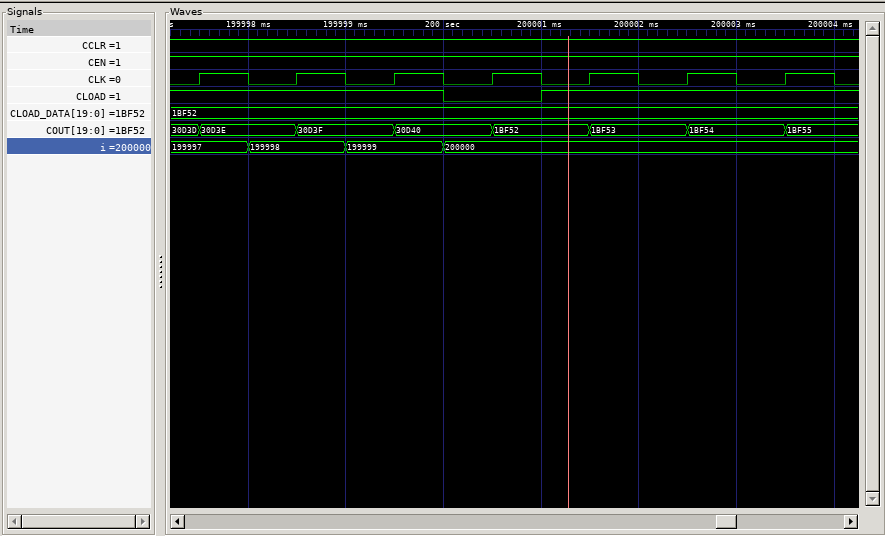 Signals
Waves
Time
s 199998 ms 199999 ms 200 sec 200001 ms 200002 ms 200003 ms 200004 ms
CCLR =1
CEN =1
CLK =0
CLOAD =1
CLOAD_DATA[19:0] =1BF52 1BF52
COUT[19:0] =1BF52 30D3D 30D3E 30D3F 30D40 1BF52 1BF53 1BF54 1BF55
i =200000 199997 199998 199999 200000